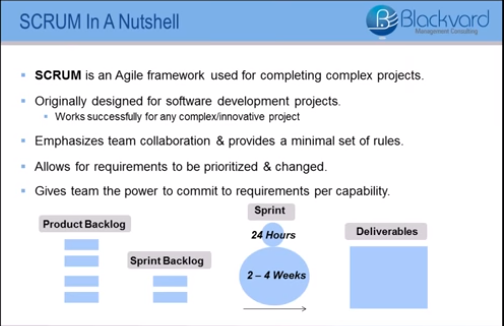 SCRUM In A Nutshell
Blackvard
Management Consulting
SCRUM is an Agile framework used for completing complex projects.
Originally designed for software development projects.
Works successfully for any complex/innovative project
Emphasizes team collaboration & provides a minimal set of rules.
Allows for requirements to be prioritized & changed.
Gives team the power to commit to requirements per capability.
Product Backlog
Sprint Backlog
Sprint
24 Hours
2 – 4 Weeks
Deliverables